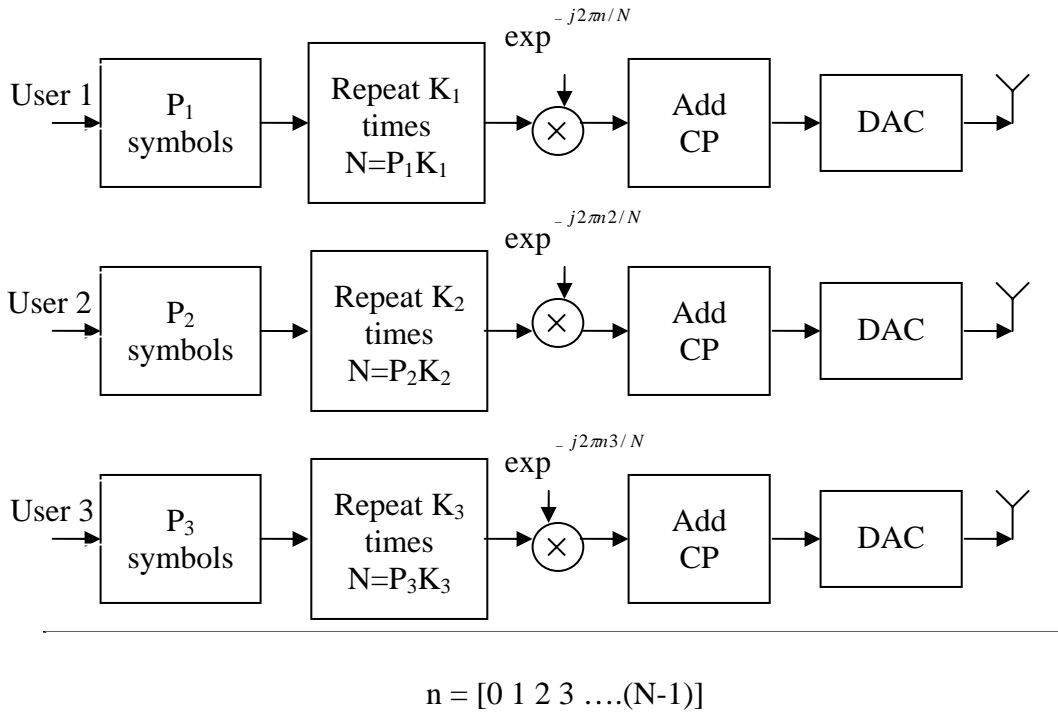 exp – j2πn/N
User 1
P₁
symbols
Repeat K₁
times
N=P₁K₁
×
Add
CP
DAC
exp – j2πn2/N
User 2
P₂
symbols
Repeat K₂
times
N=P₂K₂
×
Add
CP
DAC
exp – j2πn3/N
User 3
P₃
symbols
Repeat K₃
times
N=P₃K₃
×
Add
CP
DAC
n = [0 1 2 3 ….(N-1)]